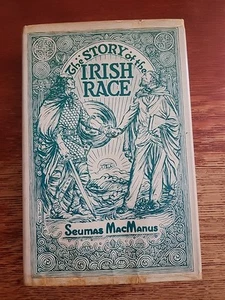 The STORY of the
IRISH
RACE
Seumas MacManus